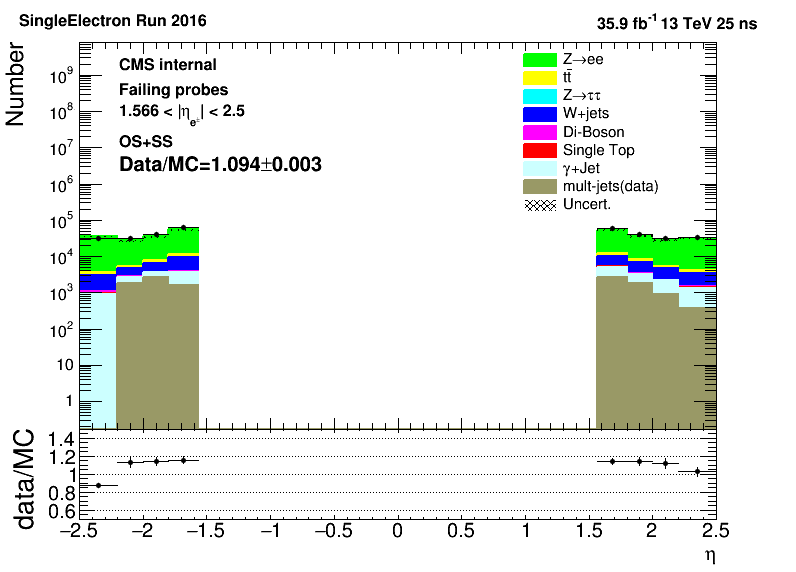 SingleElectron Run 2016
35.9 fb⁻¹ 13 TeV 25 ns
Number
CMS internal
Failing probes
1.566 < |η_e±| < 2.5
OS+SS
Data/MC=1.094±0.003
Z→ee
tt̄
Z→ττ
W+jets
Di-Boson
Single Top
γ+Jet
mult-jets(data)
Uncert.
10⁹
10⁸
10⁷
10⁶
10⁵
10⁴
10³
10²
10
1
data/MC
1.4
1.2
1
0.8
0.6
−2.5 −2 −1.5 −1 −0.5 0 0.5 1 1.5 2 2.5
η